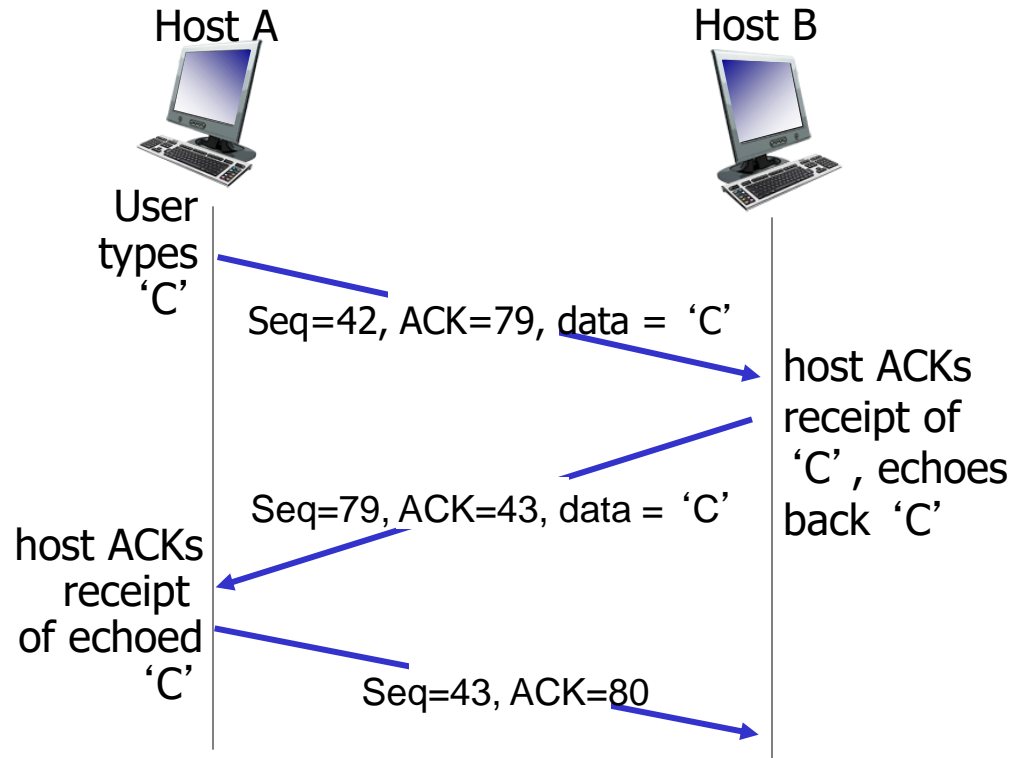 Host A
Host B
User
types
‘C’
Seq=42, ACK=79, data = ‘C’
host ACKs
receipt of
‘C’, echoes
back ‘C’
Seq=79, ACK=43, data = ‘C’
host ACKs
receipt
of echoed
‘C’
Seq=43, ACK=80